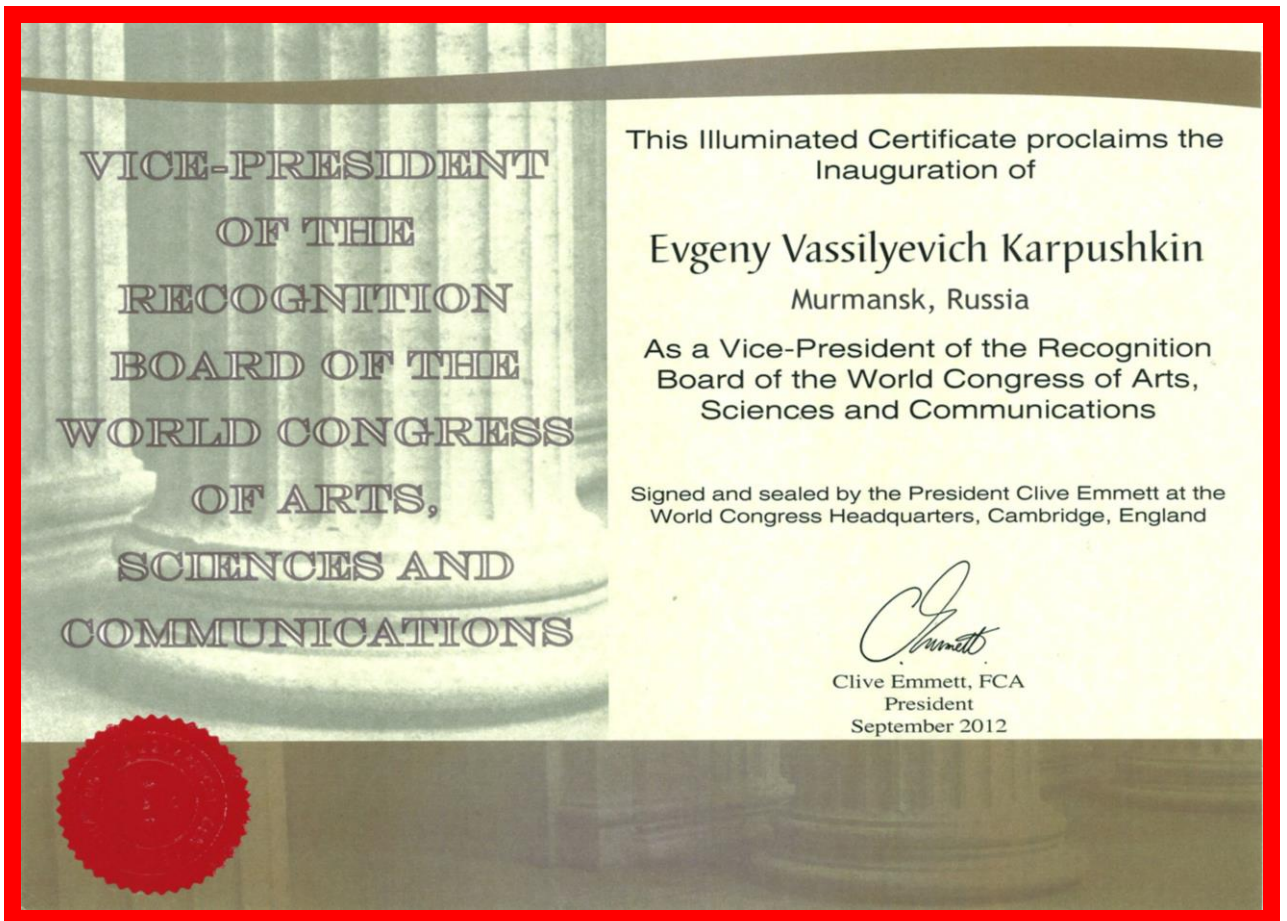 VICE-PRESIDENT
OF THE
RECOGNITION
BOARD OF THE
WORLD CONGRESS
OF ARTS,
SCIENCES AND
COMMUNICATIONS
This Illuminated Certificate proclaims the
Inauguration of
Evgeny Vassilyevich Karpushkin
Murmansk, Russia
As a Vice-President of the Recognition
Board of the World Congress of Arts,
Sciences and Communications
Signed and sealed by the President Clive Emmett at the
World Congress Headquarters, Cambridge, England
Clive Emmett, FCA
President
September 2012